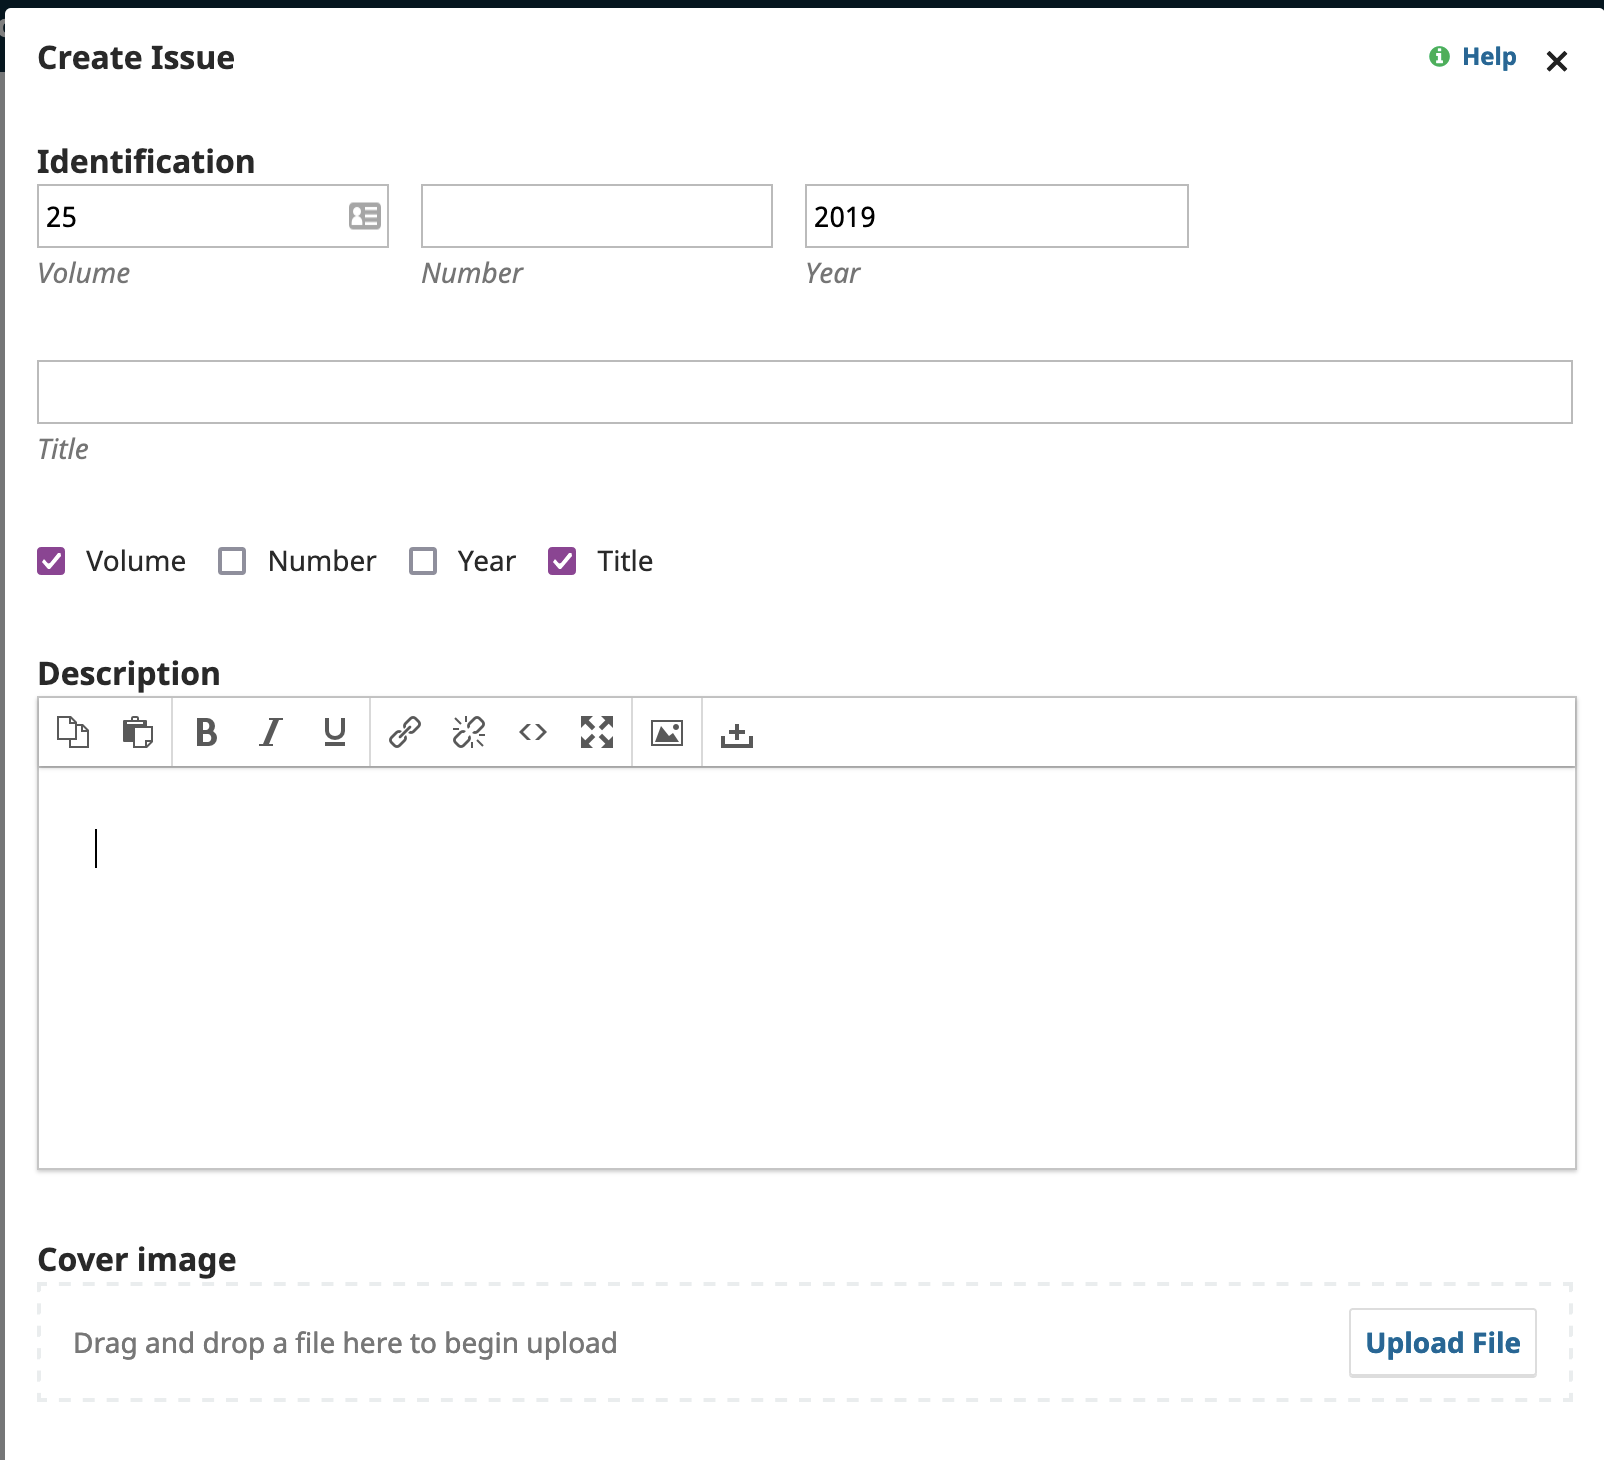 Create Issue
Help
Identification
25
2019
Volume
Number
Year
Title
Volume
Number
Year
Title
Description
B I U
Cover image
Drag and drop a file here to begin upload
Upload File